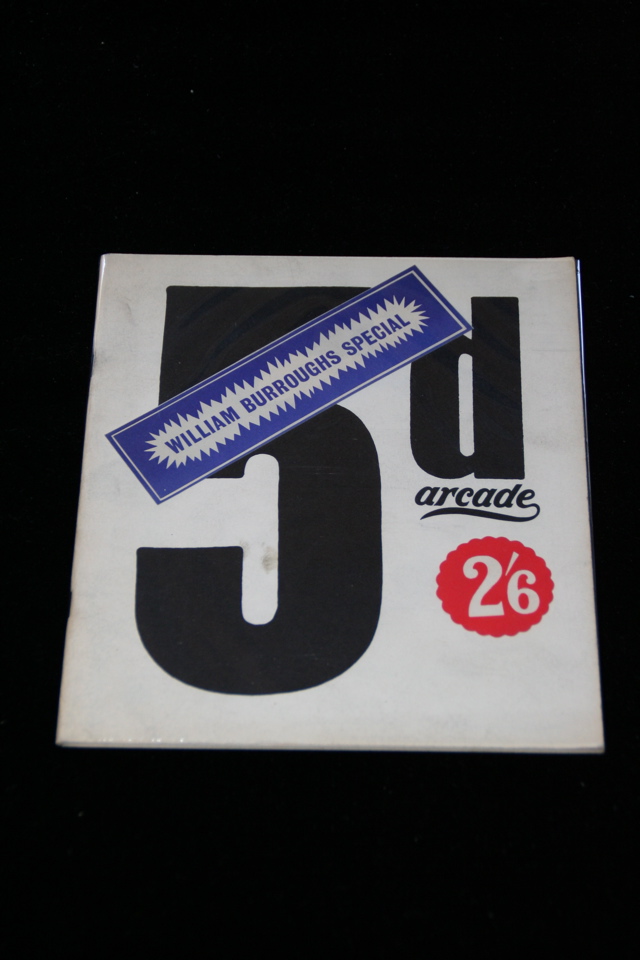 5d
WILLIAM BURROUGHS SPECIAL
arcade
2'6